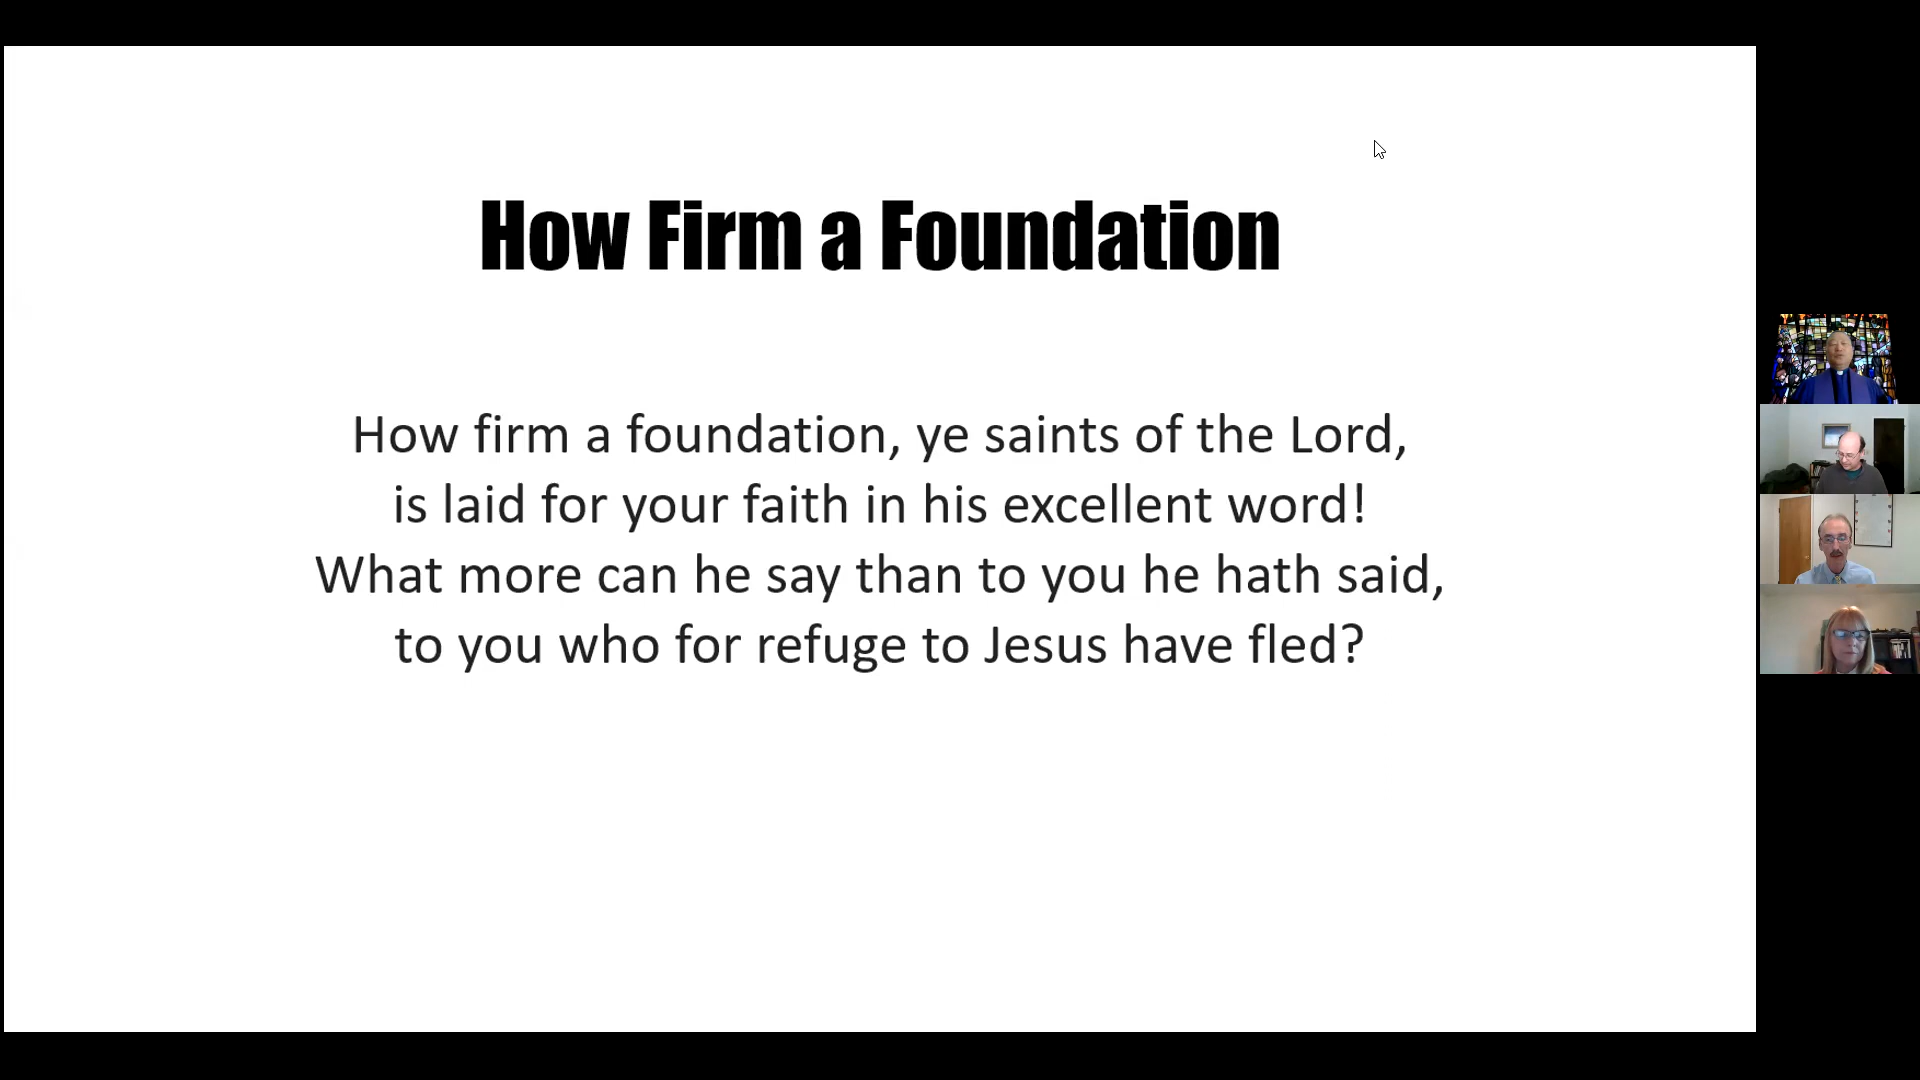 How Firm a Foundation
How firm a foundation, ye saints of the Lord,
is laid for your faith in his excellent word!
What more can he say than to you he hath said,
to you who for refuge to Jesus have fled?